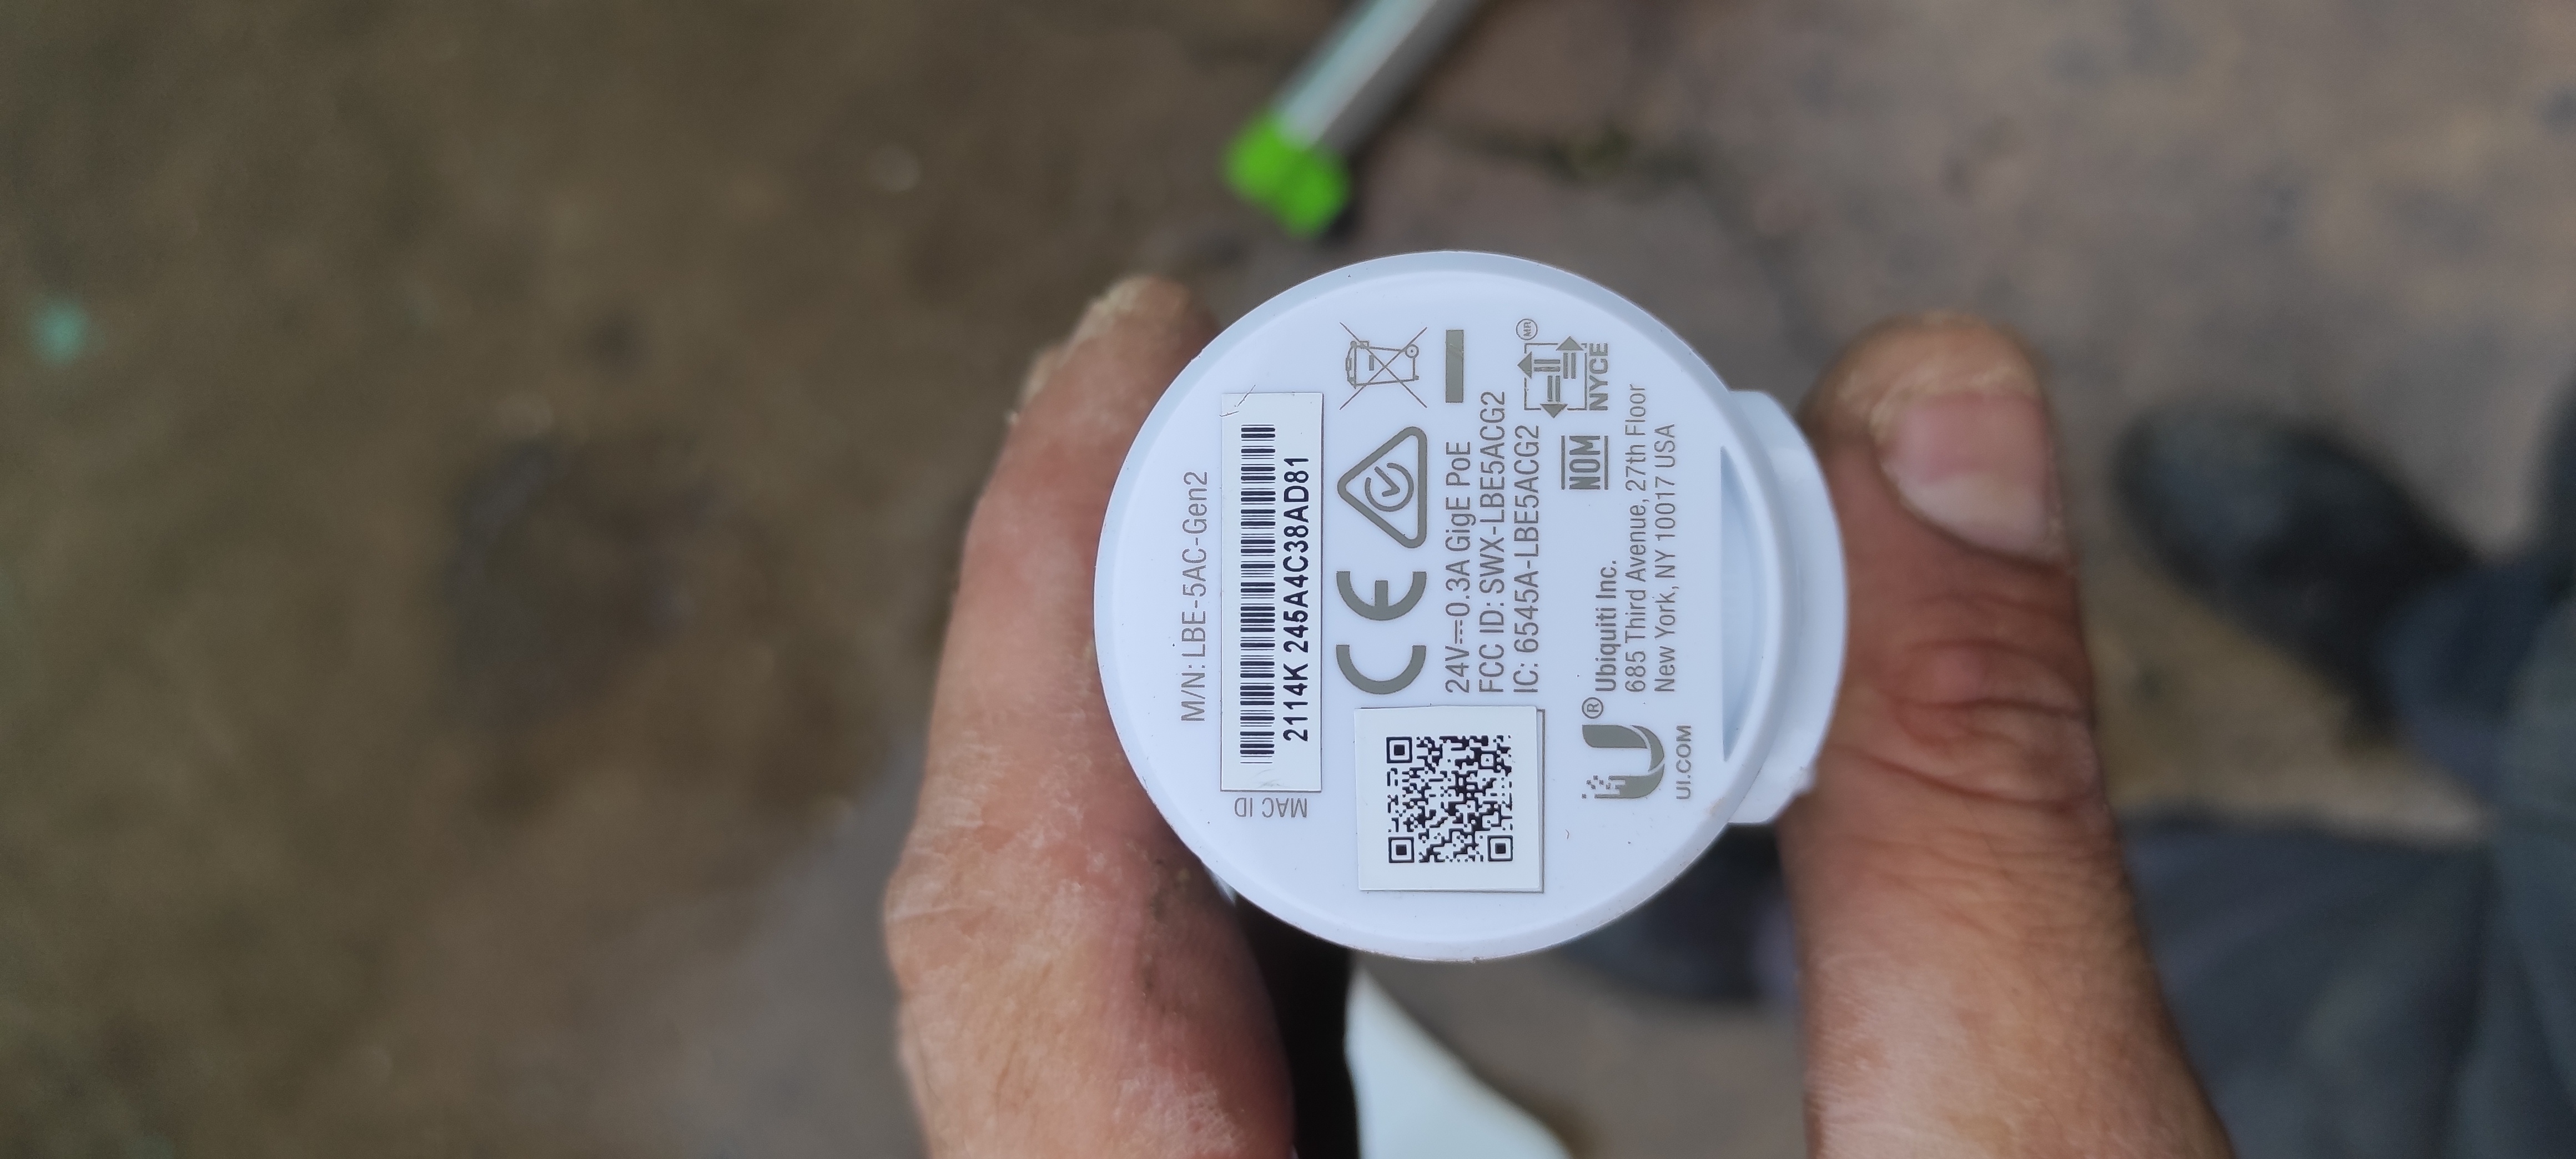 M/N: LBE-5AC-Gen2
MAC ID
2114K 245A4C38AD81
24V⎓0.3A GigE PoE
FCC ID: SWX-LBE5ACG2
IC: 6545A-LBE5ACG2
NOM
NYCE
MR
U®
UI.COM
Ubiquiti Inc.
685 Third Avenue, 27th Floor
New York, NY 10017 USA
CE